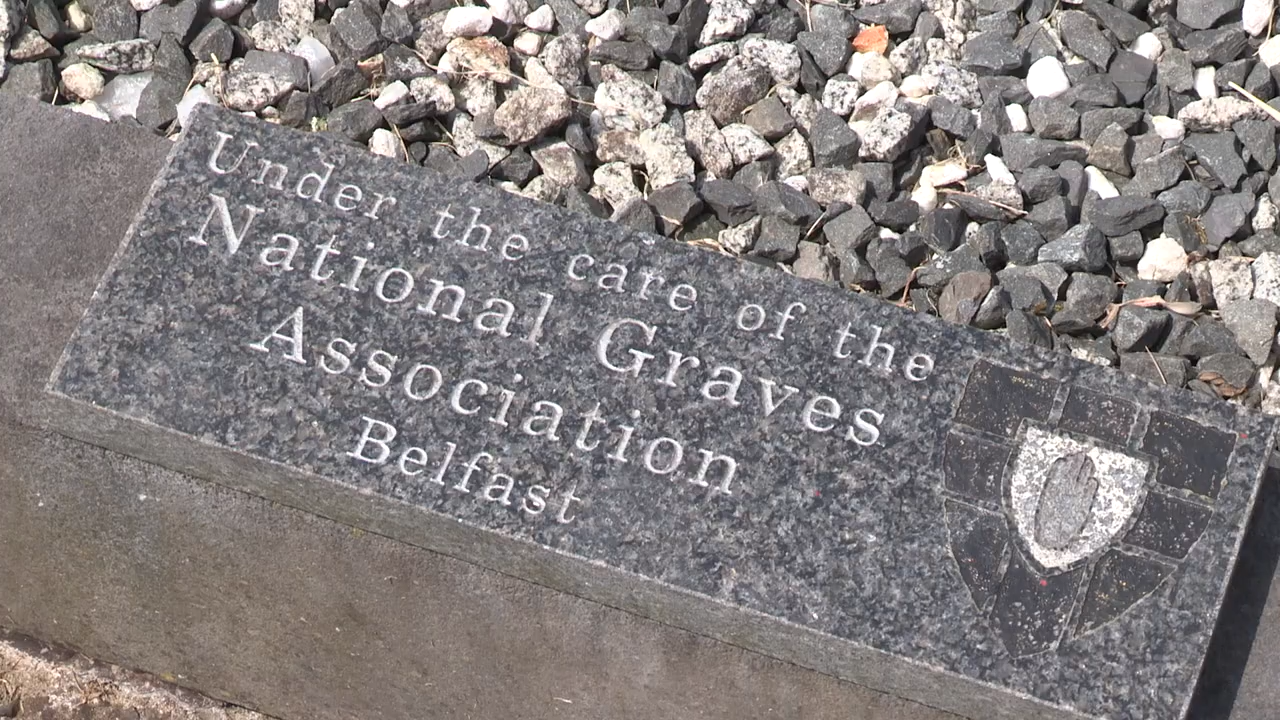 Under the care of the
National Graves
Association
Belfast